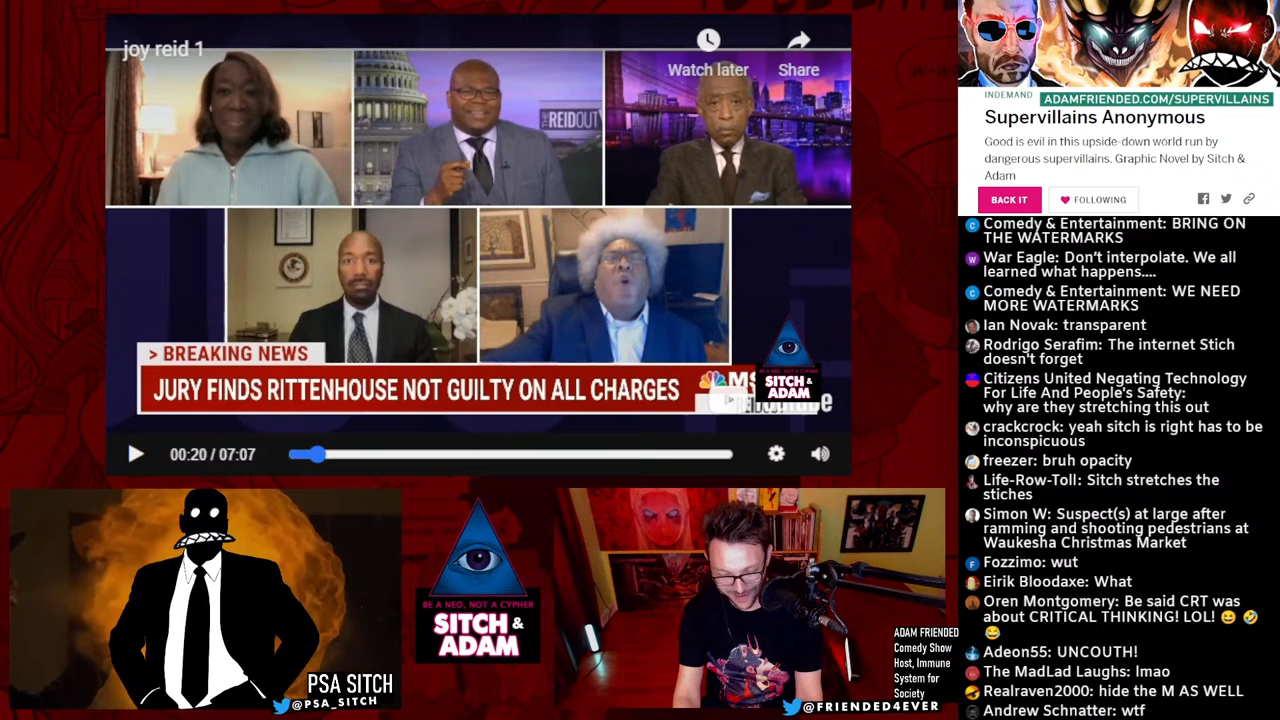 joy reid 1
Watch later
Share
THE REIDOUT
> BREAKING NEWS
JURY FINDS RITTENHOUSE NOT GUILTY ON ALL CHARGES
BE A NEO, NOT A CYPHER
SITCH &
ADAM
00:20 / 07:07
PSA SITCH
@PSA_SITCH
BE A NEO, NOT A CYPHER
SITCH &
ADAM
ADAM FRIENDED
Comedy Show
Host, Immune
System for
Society
@FRIENDED4EVER
INDEMAND
ADAMFRIENDED.COM/SUPERVILLAINS
Supervillains Anonymous
Good is evil in this upside-down world run by
dangerous supervillains. Graphic Novel by Sitch &
Adam
BACK IT
FOLLOWING
Comedy & Entertainment: BRING ON
THE WATERMARKS
War Eagle: Don't interpolate. We all
learned what happens....
Comedy & Entertainment: WE NEED
MORE WATERMARKS
Ian Novak: transparent
Rodrigo Serafim: The internet Stich
doesn't forget
Citizens United Negating Technology
For Life And People's Safety:
why are they stretching this out
crackcrock: yeah sitch is right has to be
inconspicuous
freezer: bruh opacity
Life-Row-Toll: Sitch stretches the
stiches
Simon W: Suspect(s) at large after
ramming and shooting pedestrians at
Waukesha Christmas Market
Fozzimo: wut
Eirik Bloodaxe: What
Oren Montgomery: Be said CRT was
about CRITICAL THINKING! LOL! 😆 🤣
😂
Adeon55: UNCOUTH!
The MadLad Laughs: lmao
Realraven2000: hide the M AS WELL
Andrew Schnatter: wtf